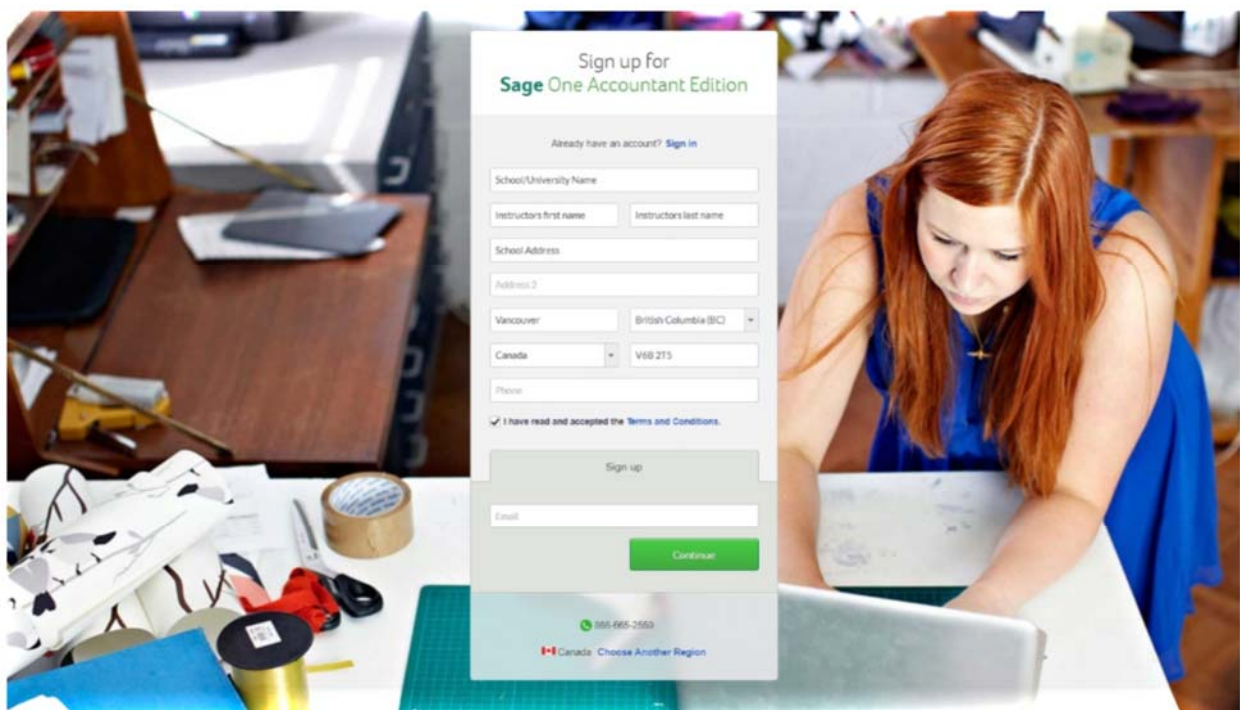 Sign up for
Sage One Accountant Edition
Already have an account? Sign in
School/University Name
Instructors first name Instructors last name
School Address
Address 2
Vancouver British Columbia (BC)
Canada V6B 2T5
Phone
I have read and accepted the Terms and Conditions.
Sign up
Email
Continue
Canada Choose Another Region